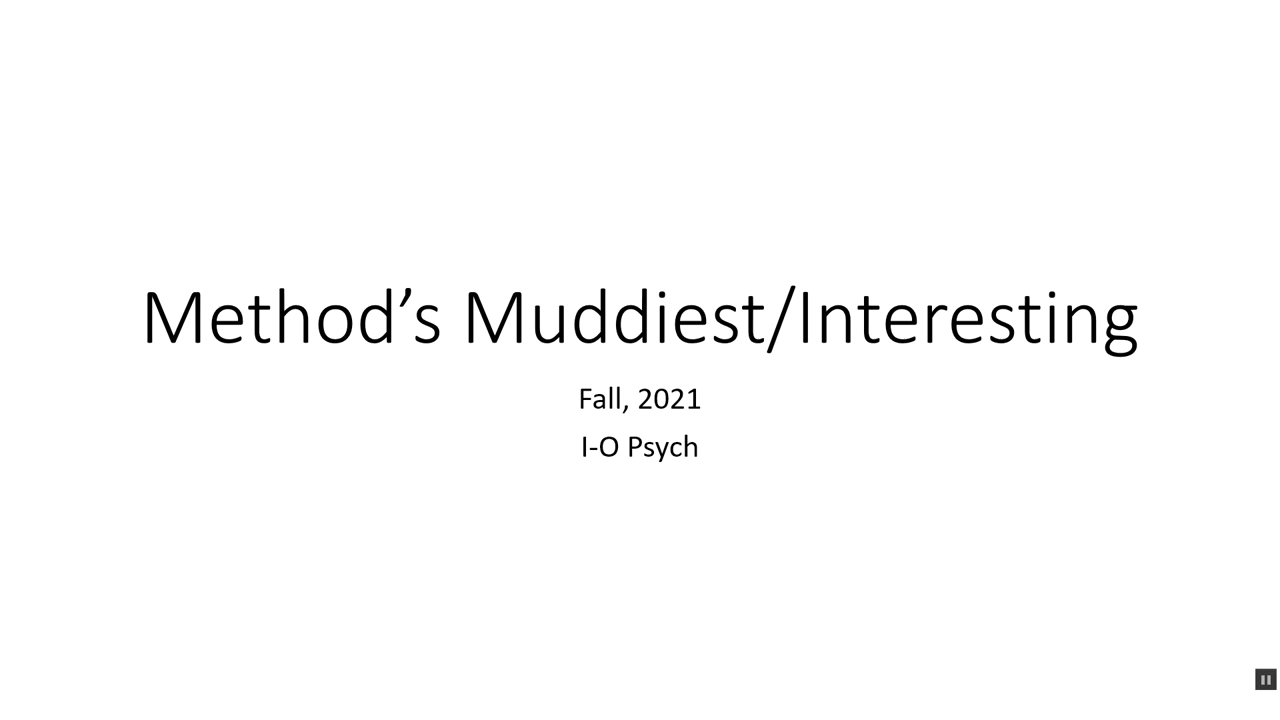 Method’s Muddiest/Interesting
Fall, 2021
I-O Psych